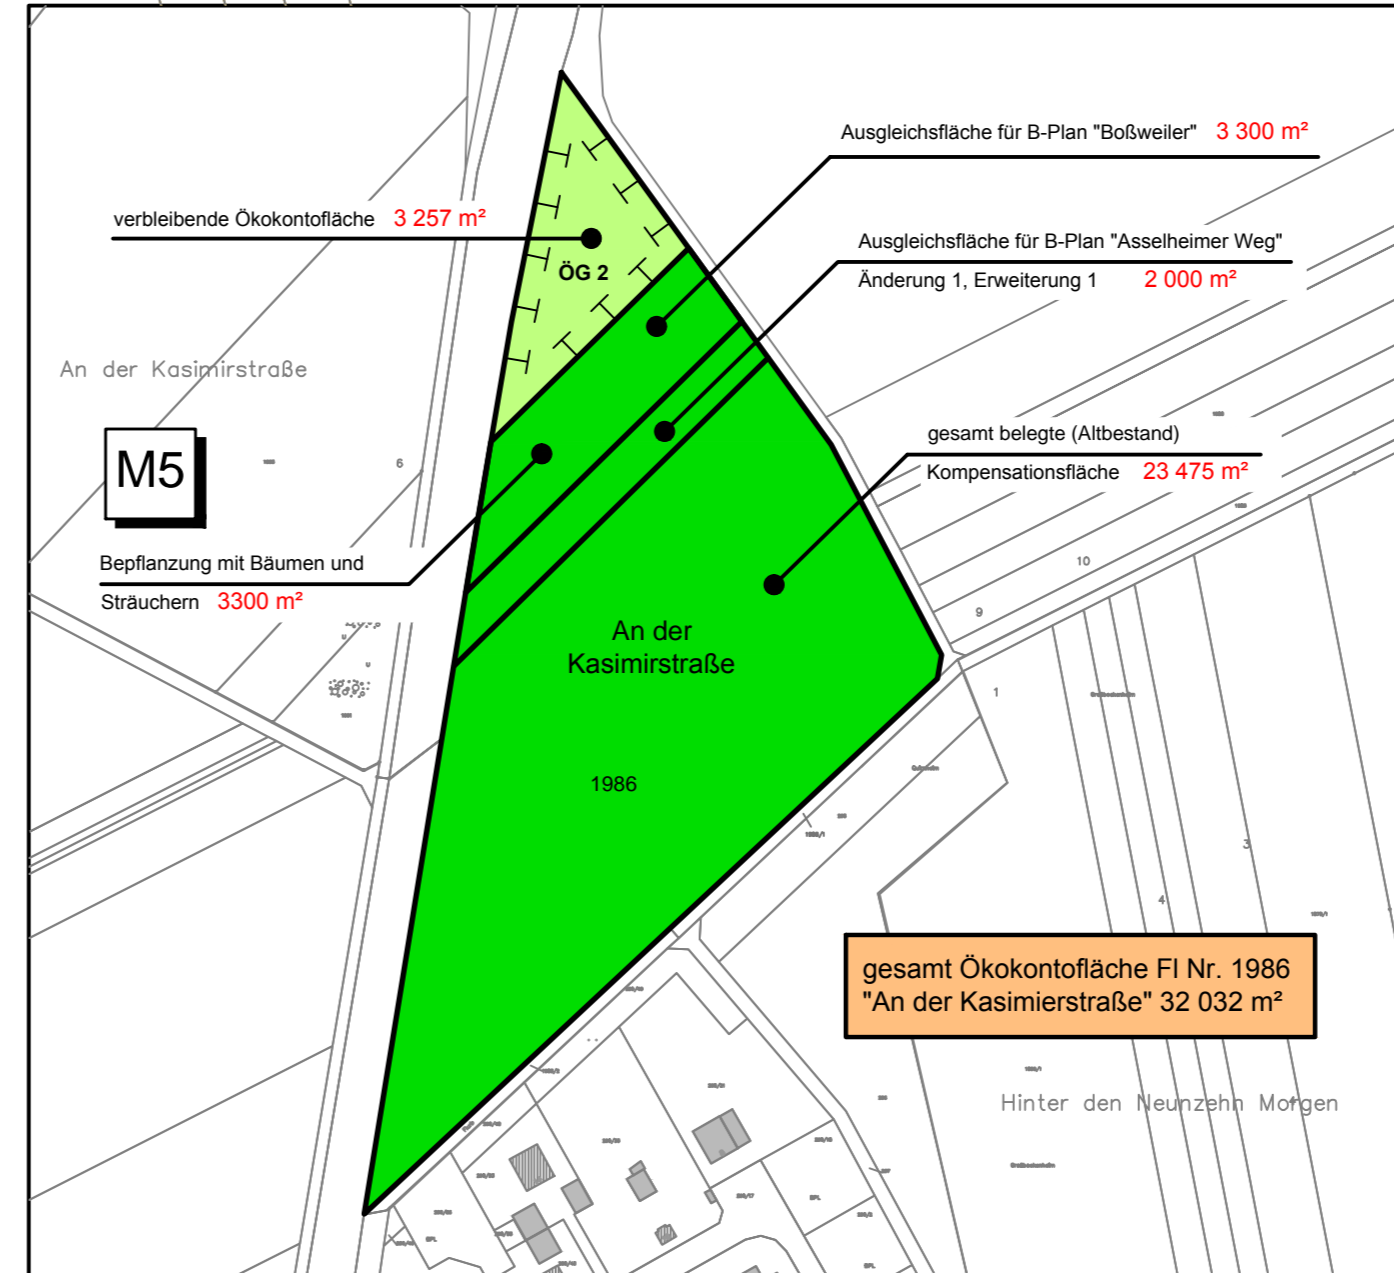 Ausgleichsfläche für B-Plan "Boßweiler" 3 300 m²
verbleibende Ökokontofläche 3 257 m²
Ausgleichsfläche für B-Plan "Asselheimer Weg"
Änderung 1, Erweiterung 1 2 000 m²
ÖG 2
An der Kasimirstraße
gesamt belegte (Altbestand)
Kompensationsfläche 23 475 m²
M5
6
Bepflanzung mit Bäumen und
Sträuchern 3300 m²
10
9
An der
Kasimirstraße
1
1986
3
4
gesamt Ökokontofläche Fl Nr. 1986
"An der Kasimierstraße" 32 032 m²
Hinter den Neunzehn Morgen